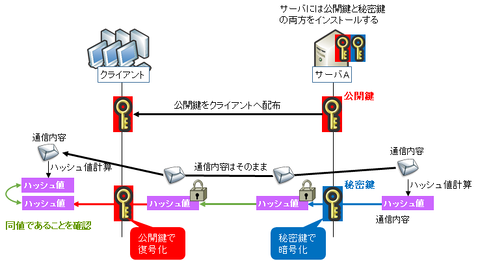 サーバには公開鍵と秘密鍵
の両方をインストールする
クライアント
サーバA
公開鍵
公開鍵をクライアントへ配布
通信内容
通信内容
通信内容はそのまま
ハッシュ値計算
ハッシュ値計算
ハッシュ値
秘密鍵
ハッシュ値
ハッシュ値
ハッシュ値
ハッシュ値
同値であることを確認
通信内容
公開鍵で
復号化
秘密鍵で
暗号化